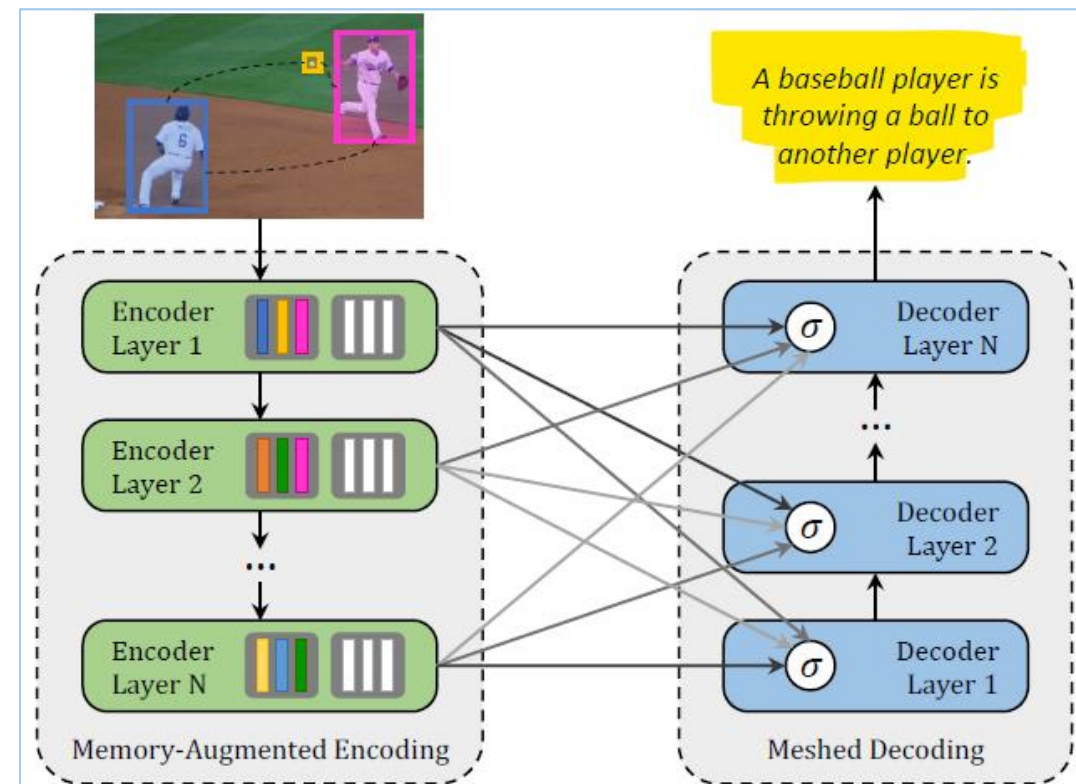 6
A baseball player is
throwing a ball to
another player.
Encoder
Layer 1
Encoder
Layer 2
...
Encoder
Layer N
Memory-Augmented Encoding
σ
Decoder
Layer N
...
σ
Decoder
Layer 2
σ
Decoder
Layer 1
Meshed Decoding